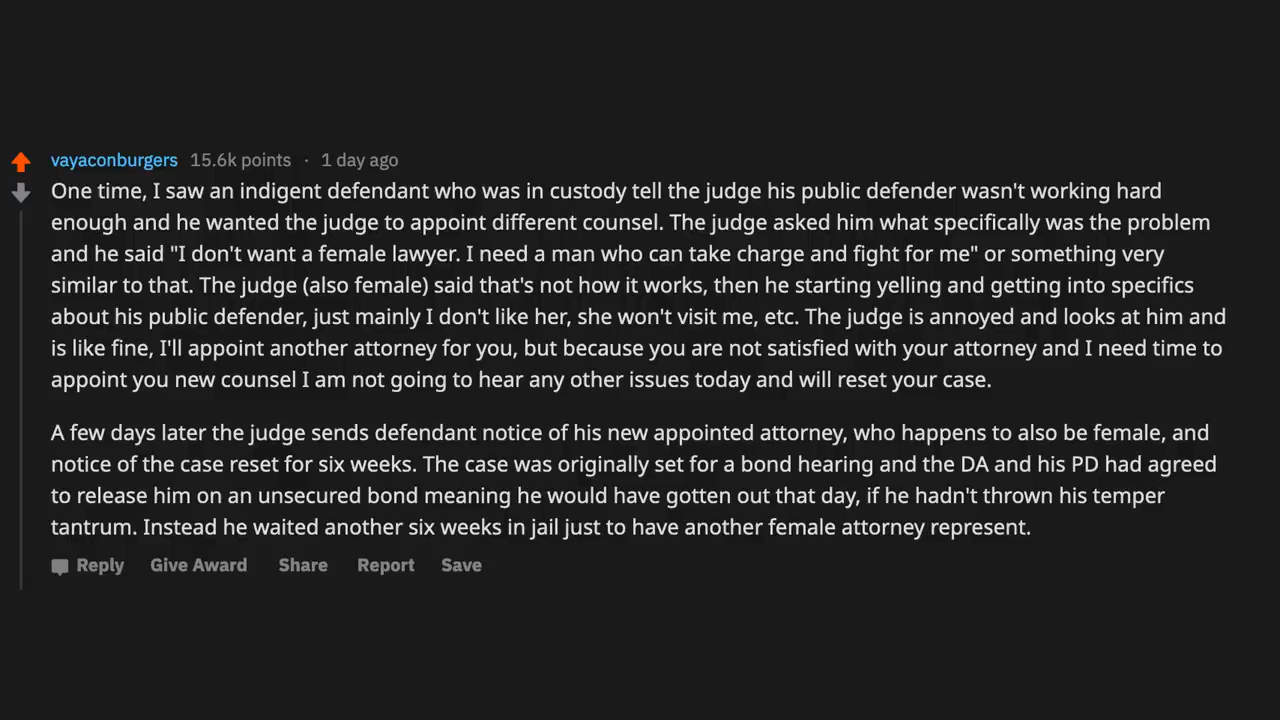 vayaconburgers 15.6k points · 1 day ago
One time, I saw an indigent defendant who was in custody tell the judge his public defender wasn't working hard
enough and he wanted the judge to appoint different counsel. The judge asked him what specifically was the problem
and he said "I don't want a female lawyer. I need a man who can take charge and fight for me" or something very
similar to that. The judge (also female) said that's not how it works, then he starting yelling and getting into specifics
about his public defender, just mainly I don't like her, she won't visit me, etc. The judge is annoyed and looks at him and
is like fine, I'll appoint another attorney for you, but because you are not satisfied with your attorney and I need time to
appoint you new counsel I am not going to hear any other issues today and will reset your case.
A few days later the judge sends defendant notice of his new appointed attorney, who happens to also be female, and
notice of the case reset for six weeks. The case was originally set for a bond hearing and the DA and his PD had agreed
to release him on an unsecured bond meaning he would have gotten out that day, if he hadn't thrown his temper
tantrum. Instead he waited another six weeks in jail just to have another female attorney represent.
Reply Give Award Share Report Save